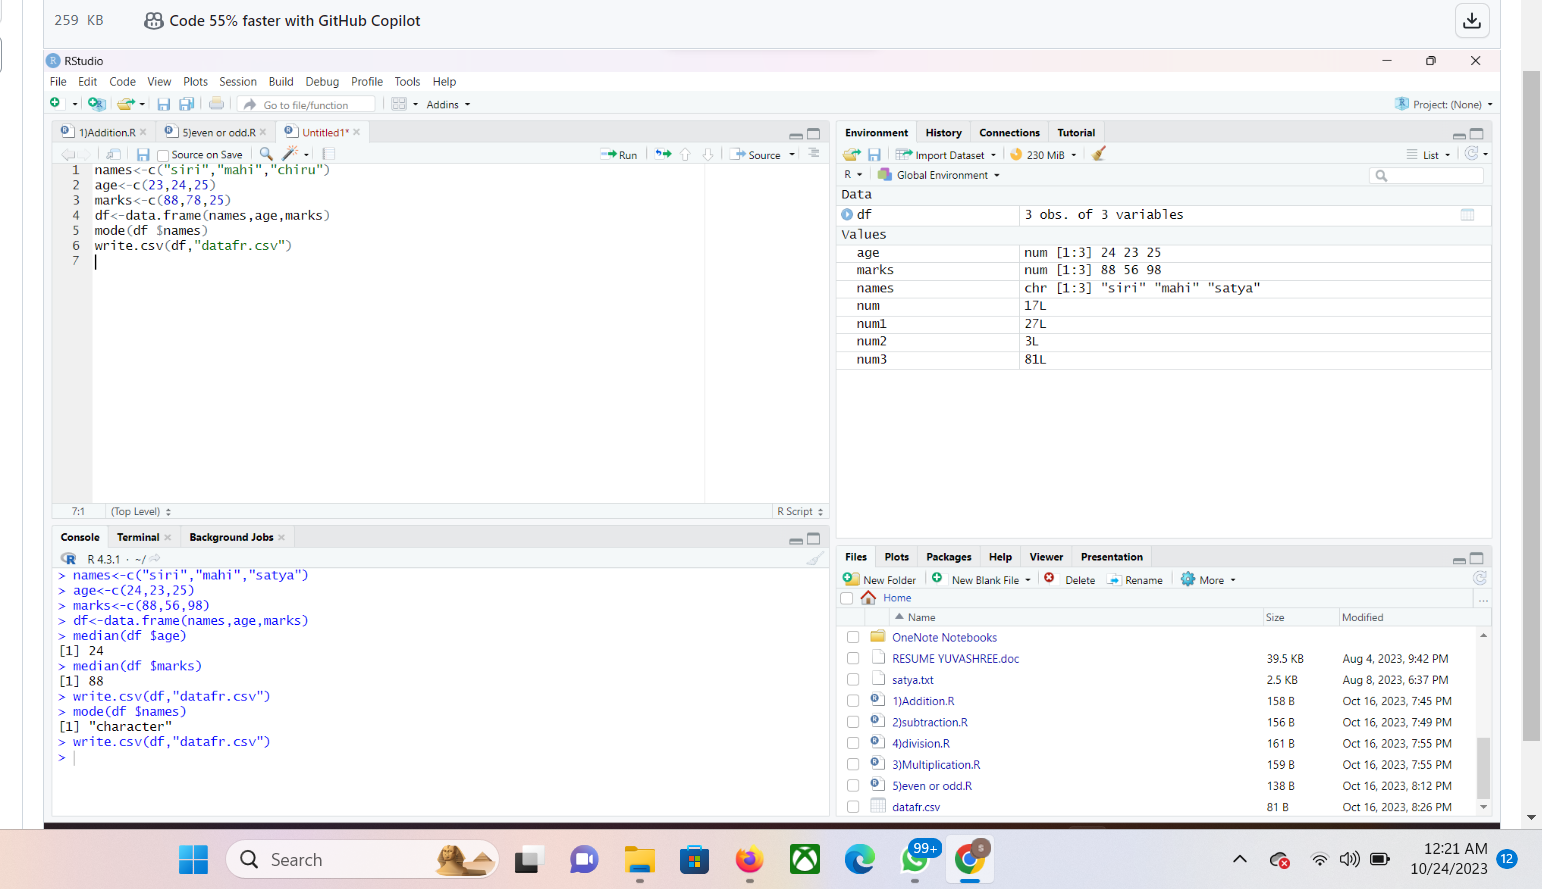 259 KB Code 55% faster with GitHub Copilot
RStudio
File Edit Code View Plots Session Build Debug Profile Tools Help
Go to file/function Addins Project: (None)
1)Addition.R 5)even or odd.R Untitled1*
Source on Save Run Source
1 names<-c("siri","mahi","chiru")
2 age<-c(23,24,25)
3 marks<-c(88,78,25)
4 df<-data.frame(names,age,marks)
5 mode(df $names)
6 write.csv(df,"datafr.csv")
7
7:1 (Top Level) R Script
Console Terminal Background Jobs
R 4.3.1 · ~/
> names<-c("siri","mahi","satya")
> age<-c(24,23,25)
> marks<-c(88,56,98)
> df<-data.frame(names,age,marks)
> median(df $age)
[1] 24
> median(df $marks)
[1] 88
> write.csv(df,"datafr.csv")
> mode(df $names)
[1] "character"
> write.csv(df,"datafr.csv")
>
Environment History Connections Tutorial
Import Dataset 230 MiB List
R Global Environment
Data
df 3 obs. of 3 variables
Values
age num [1:3] 24 23 25
marks num [1:3] 88 56 98
names chr [1:3] "siri" "mahi" "satya"
num 17L
num1 27L
num2 3L
num3 81L
Files Plots Packages Help Viewer Presentation
New Folder New Blank File Delete Rename More
Home ...
Name Size Modified
OneNote Notebooks
RESUME YUVASHREE.doc 39.5 KB Aug 4, 2023, 9:42 PM
satya.txt 2.5 KB Aug 8, 2023, 6:37 PM
1)Addition.R 158 B Oct 16, 2023, 7:45 PM
2)subtraction.R 156 B Oct 16, 2023, 7:49 PM
4)division.R 161 B Oct 16, 2023, 7:55 PM
3)Multiplication.R 159 B Oct 16, 2023, 7:55 PM
5)even or odd.R 138 B Oct 16, 2023, 8:12 PM
datafr.csv 81 B Oct 16, 2023, 8:26 PM
Search 99+ s 12:21 AM
10/24/2023 12